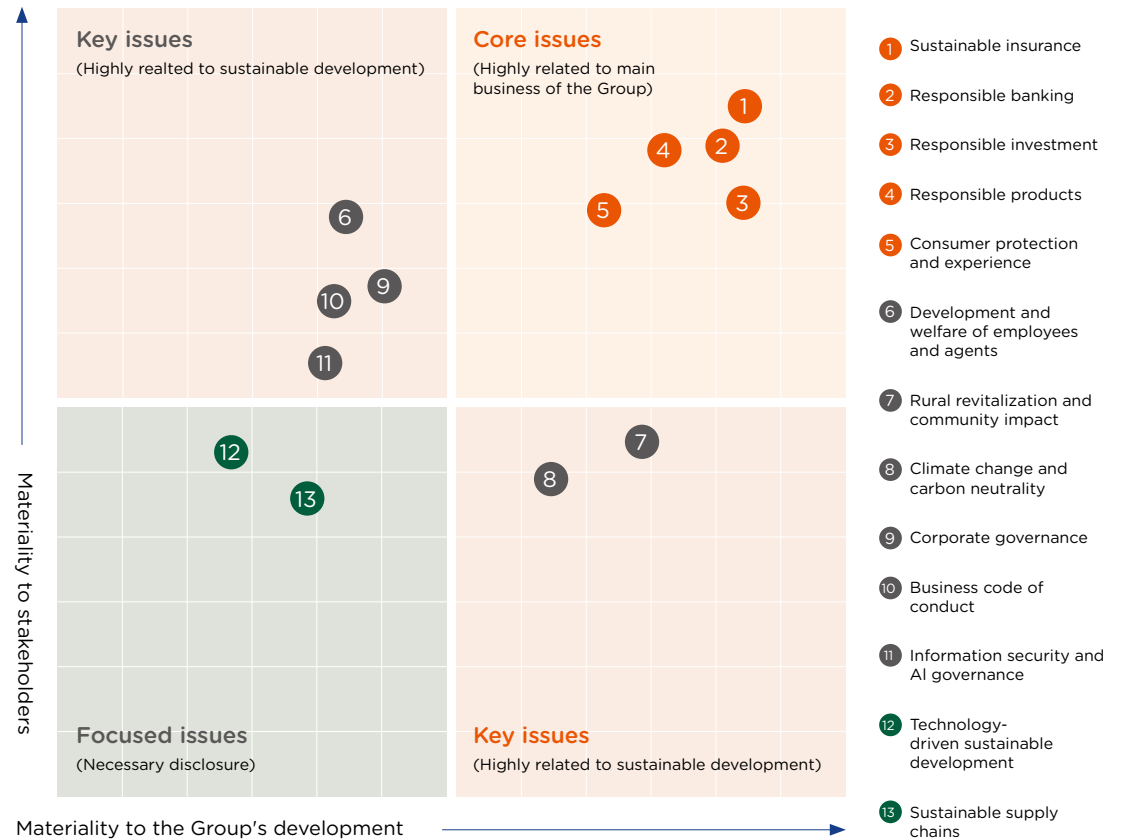 Key issues
(Highly realted to sustainable development)
Core issues
(Highly related to main
business of the Group)
1
4
2
3
5
6
9
10
11
12
13
7
8
Focused issues
(Necessary disclosure)
Key issues
(Highly related to sustainable development)
Materiality to stakeholders
Materiality to the Group's development
1 Sustainable insurance
2 Responsible banking
3 Responsible investment
4 Responsible products
5 Consumer protection
and experience
6 Development and
welfare of employees
and agents
7 Rural revitalization and
community impact
8 Climate change and
carbon neutrality
9 Corporate governance
10 Business code of
conduct
11 Information security and
AI governance
12 Technology-
driven sustainable
development
13 Sustainable supply
chains